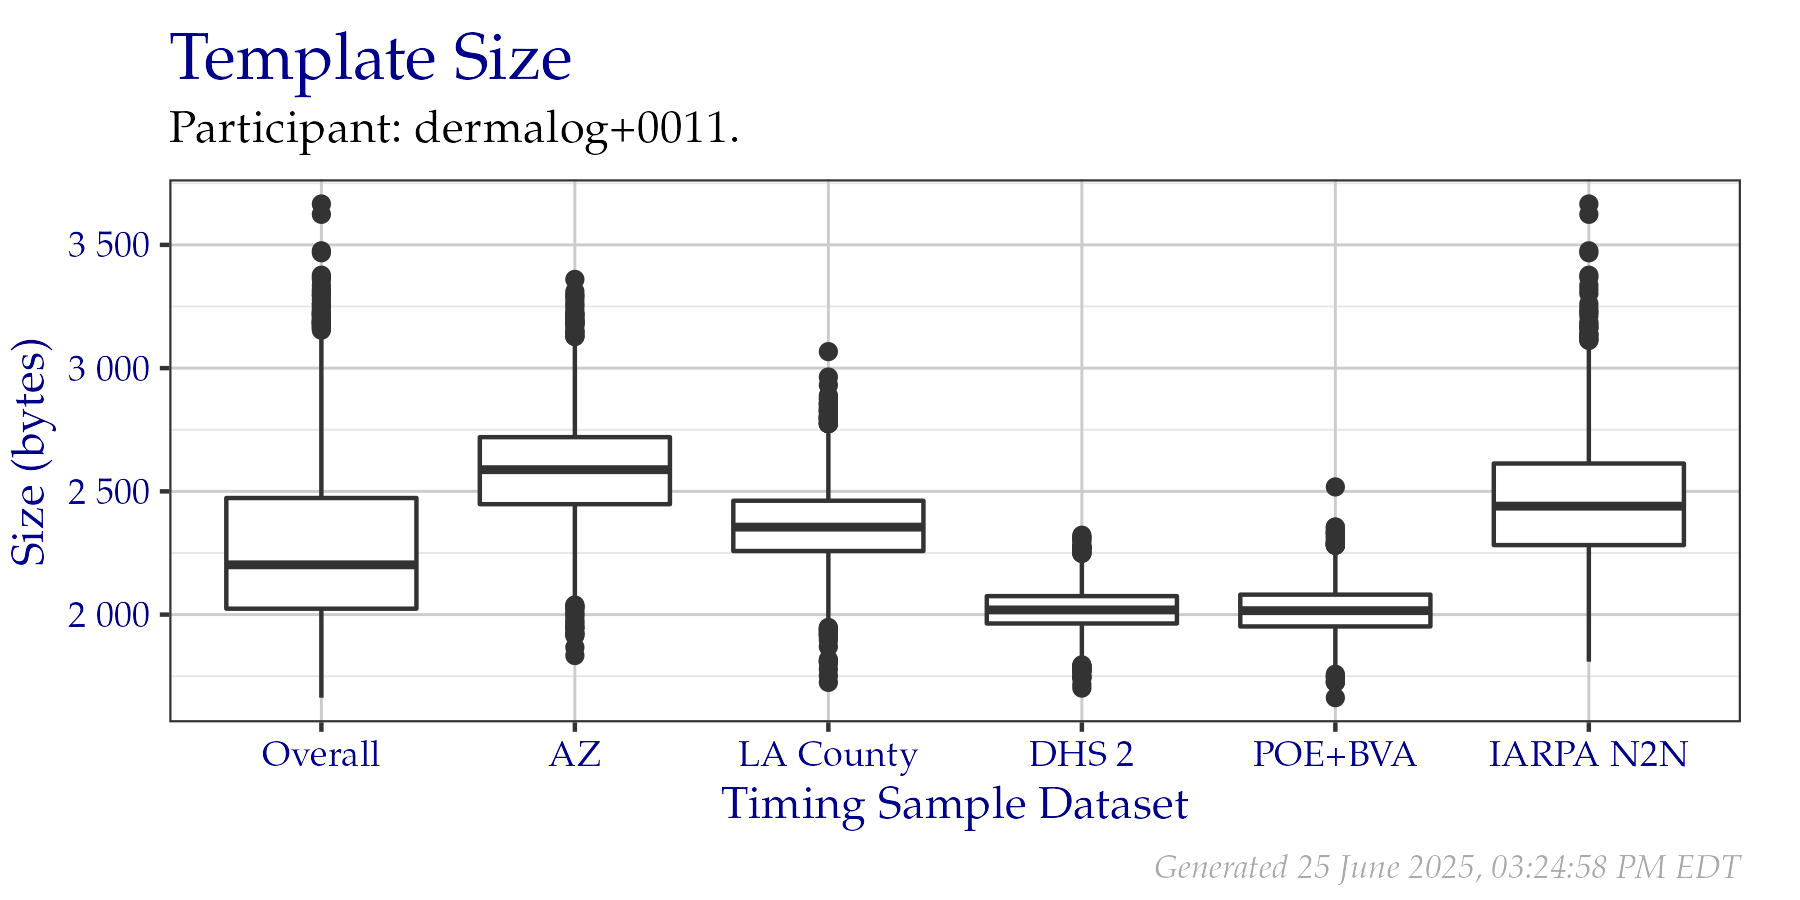 Template Size
Participant: dermalog+0011.
Size (bytes)
3 500
3 000
2 500
2 000
Overall AZ LA County DHS 2 POE+BVA IARPA N2N
Timing Sample Dataset
Generated 25 June 2025, 03:24:58 PM EDT